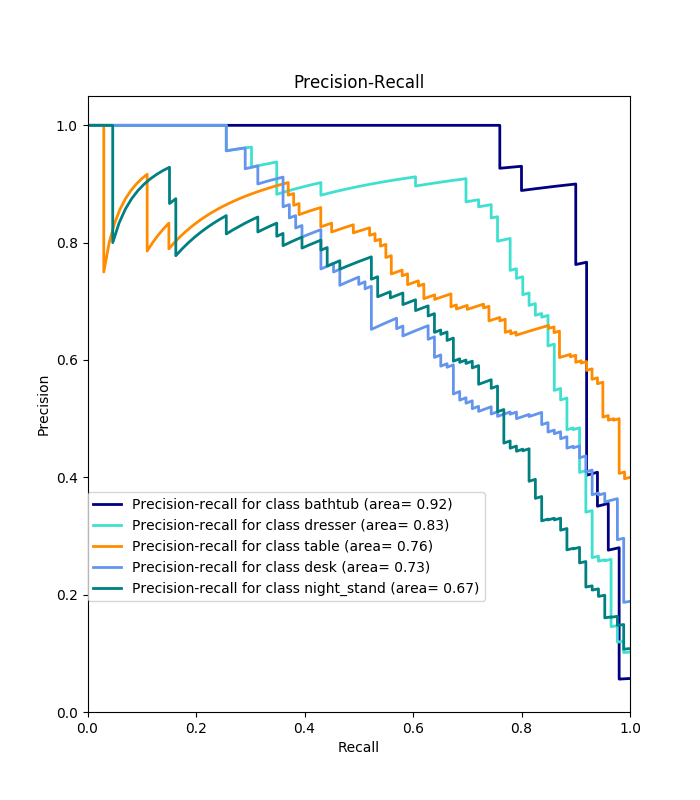 Precision-Recall
1.0
0.8
0.6
0.4
0.2
0.0
Precision
Precision-recall for class bathtub (area= 0.92)
Precision-recall for class dresser (area= 0.83)
Precision-recall for class table (area= 0.76)
Precision-recall for class desk (area= 0.73)
Precision-recall for class night_stand (area= 0.67)
0.0 0.2 0.4 0.6 0.8 1.0
Recall